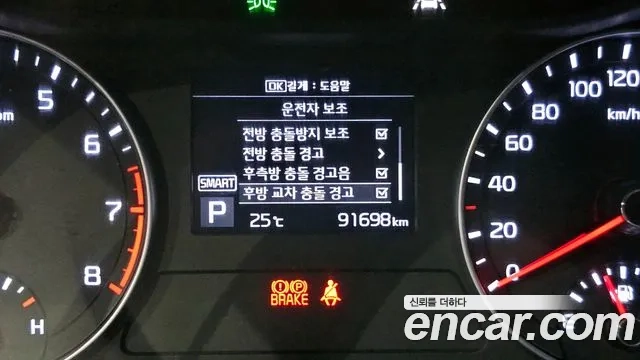 OK 길게 : 도움말
운전자 보조
전방 충돌방지 보조
전방 충돌 경고
후측방 충돌 경고음
후방 교차 충돌 경고
SMART
P
25℃
91698 km
5
6
7
8
H
0
20
40
60
80
100
120
km/h
BRAKE
신뢰를 더하다
encar.com